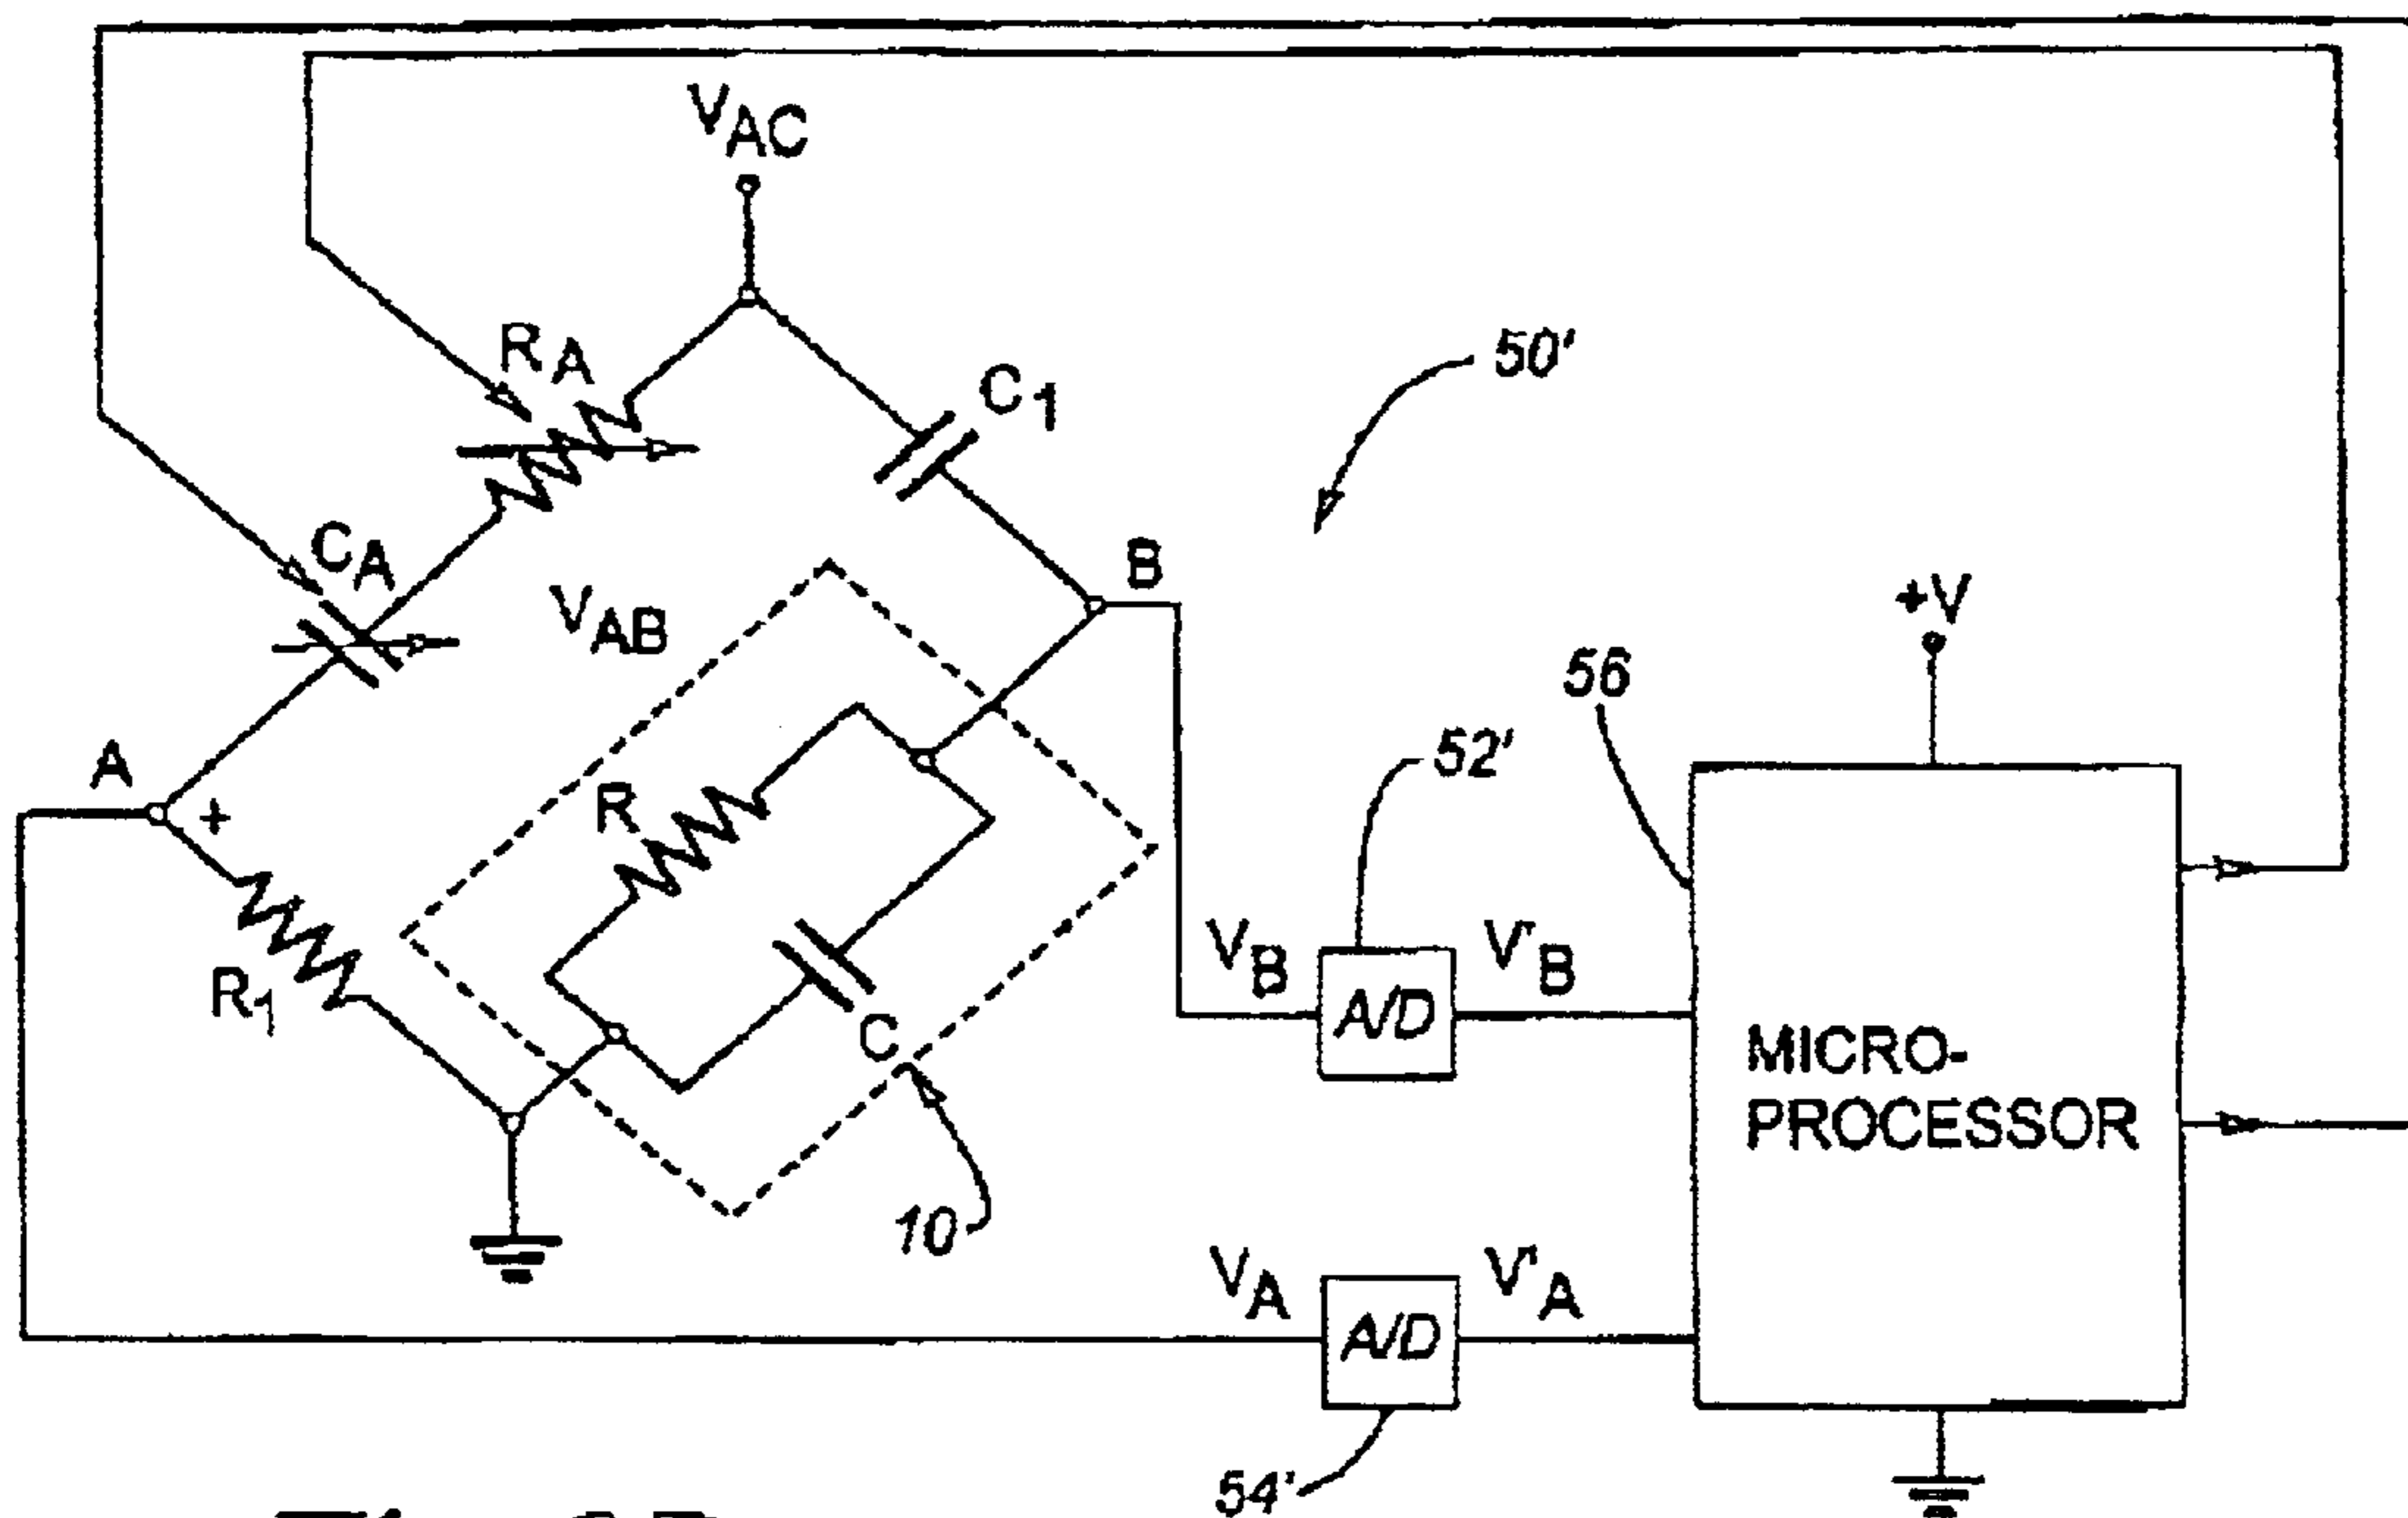 VAC
RA
C1
50'
CA
VAB
B
+V
56
A
+
R
52'
R1
C
VB
A/D
V'B
MICRO-
PROCESSOR
10
VA
A/D
V'A
54'